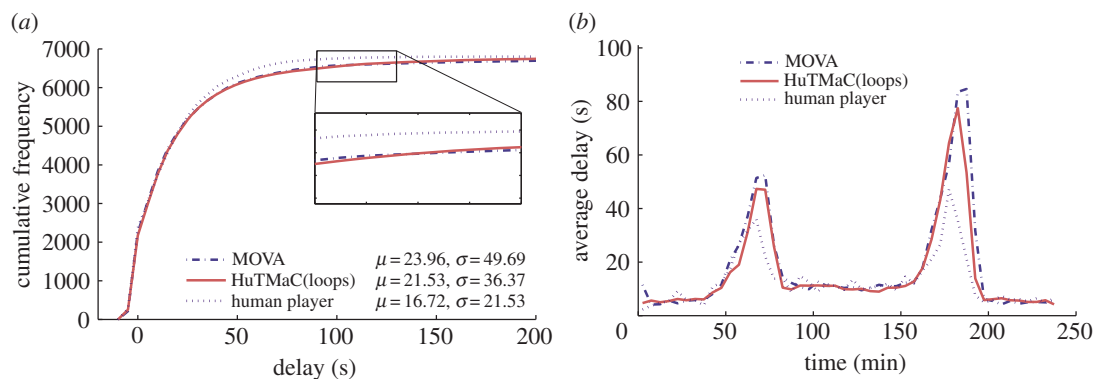 (a)
7000
6000
5000
4000
3000
2000
1000
0
cumulative frequency
MOVA μ = 23.96, σ = 49.69
HuTMaC(loops) μ = 21.53, σ = 36.37
human player μ = 16.72, σ = 21.53
0 50 100 150 200
delay (s)
(b)
100
80
60
40
20
average delay (s)
MOVA
HuTMaC(loops)
human player
0 50 100 150 200 250
time (min)